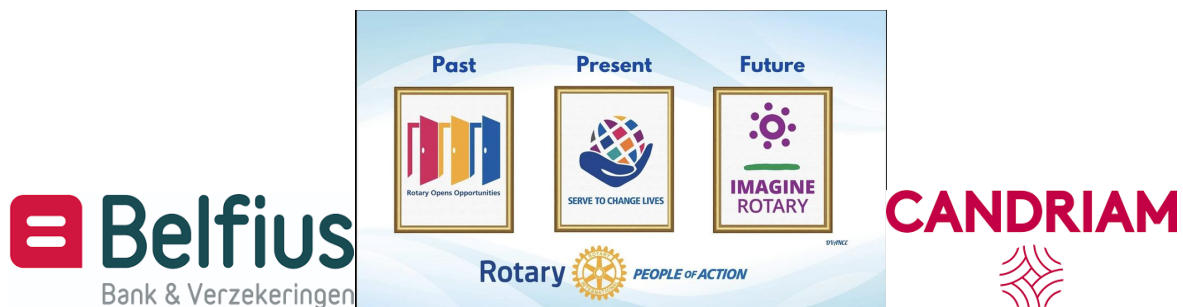 Belfius
Bank & Verzekeringen
Past
Present
Future
Rotary Opens Opportunities
SERVE TO CHANGE LIVES
IMAGINE
ROTARY
Rotary
PEOPLE OF ACTION
CANDRIAM